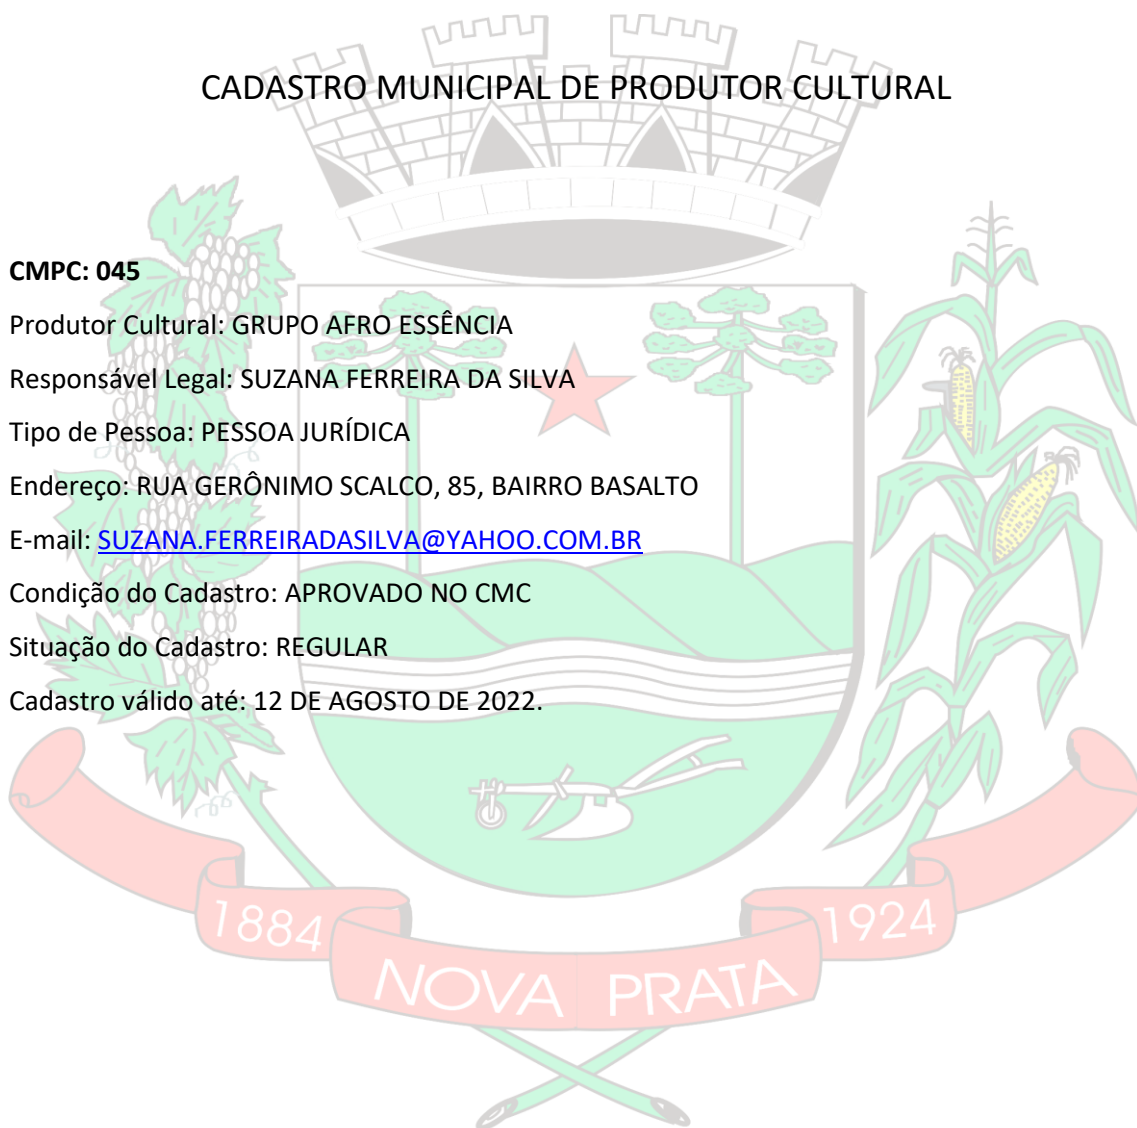 CADASTRO MUNICIPAL DE PRODUTOR CULTURAL
CMPC: 045
Produtor Cultural: GRUPO AFRO ESSÊNCIA
Responsável Legal: SUZANA FERREIRA DA SILVA
Tipo de Pessoa: PESSOA JURÍDICA
Endereço: RUA GERÔNIMO SCALCO, 85, BAIRRO BASALTO
E-mail: SUZANA.FERREIRADASILVA@YAHOO.COM.BR
Condição do Cadastro: APROVADO NO CMC
Situação do Cadastro: REGULAR
Cadastro válido até: 12 DE AGOSTO DE 2022.
1884
NOVA PRATA
1924